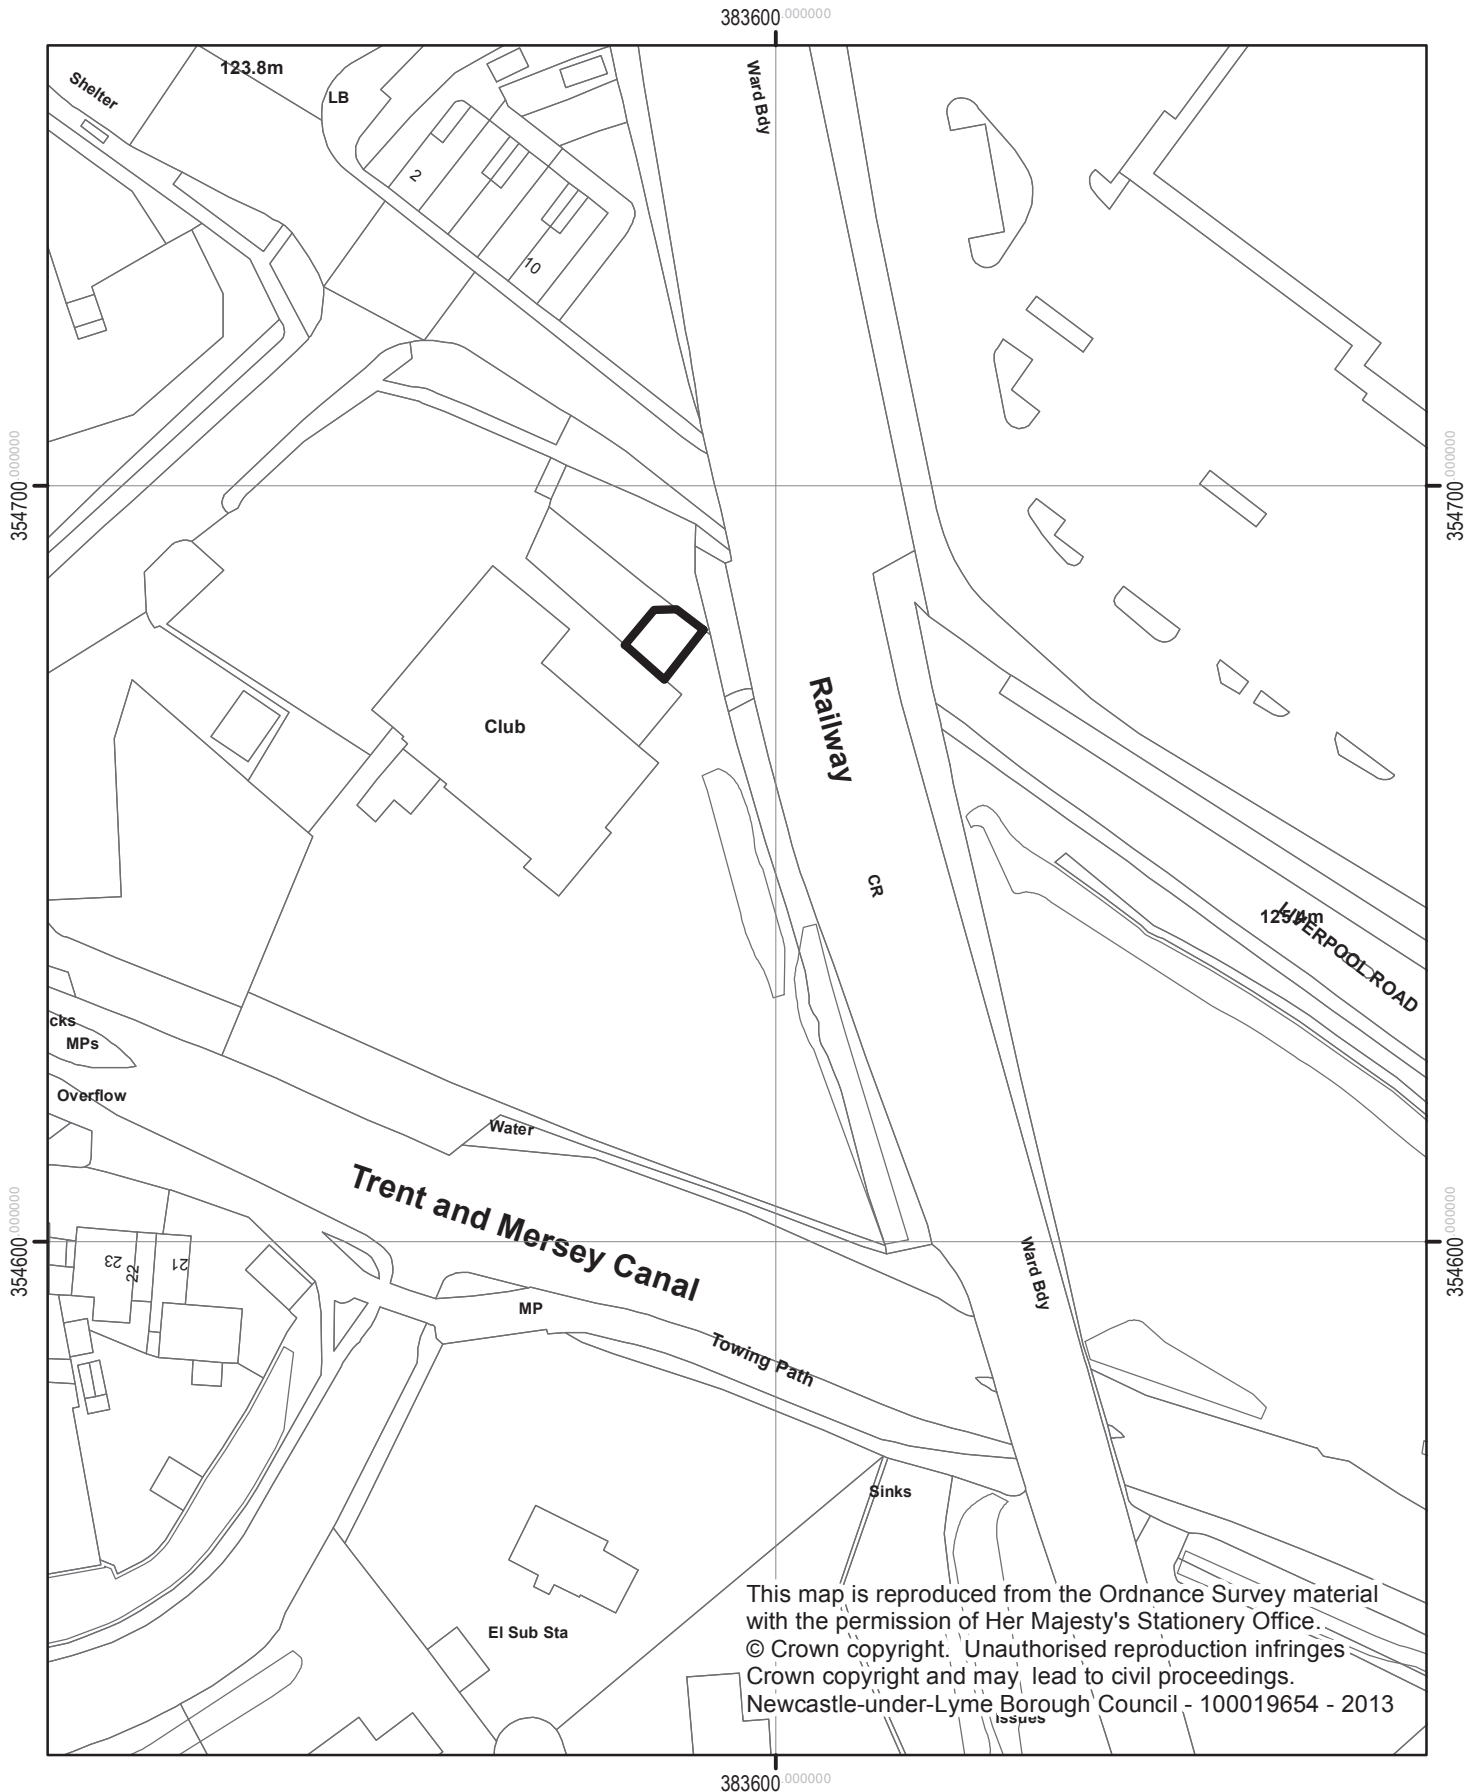 383600.000000
Shelter
123.8m
LB
Ward Bdy
2
10
354700.000000
354700.000000
Railway
Club
CR
125.4m
LIVERPOOL ROAD
cks
MPs
Overflow
Water
Trent and Mersey Canal
354600.000000
354600.000000
Ward Bdy
23
22
21
MP
Towing Path
Sinks
El Sub Sta
This map is reproduced from the Ordnance Survey material
with the permission of Her Majesty's Stationery Office.
© Crown copyright. Unauthorised reproduction infringes
Crown copyright and may lead to civil proceedings.
Newcastle-under-Lyme Borough Council - 100019654 - 2013
Issues
383600.000000